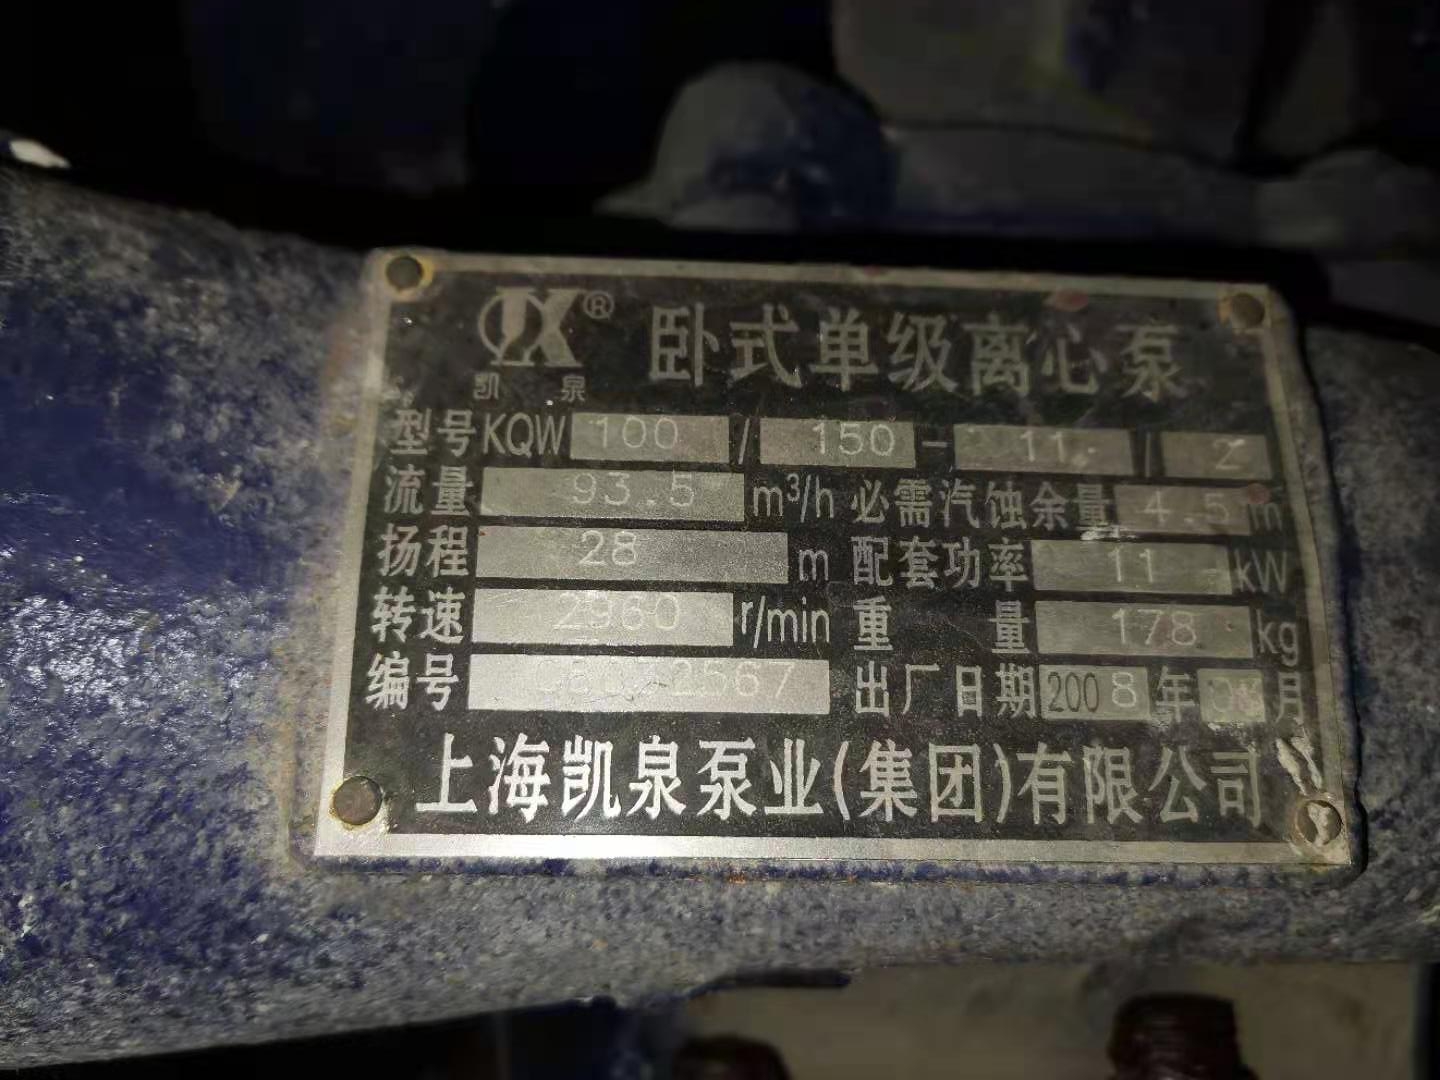 KX®
凯泉
卧式单级离心泵
型号KQW 100 / 150 - 11 / 2
流量 93.5 m³/h 必需汽蚀余量 4.5 m
扬程 28 m 配套功率 11 kW
转速 2960 r/min 重量 178 kg
编号 出厂日期 2008 年 月
上海凯泉泵业(集团)有限公司